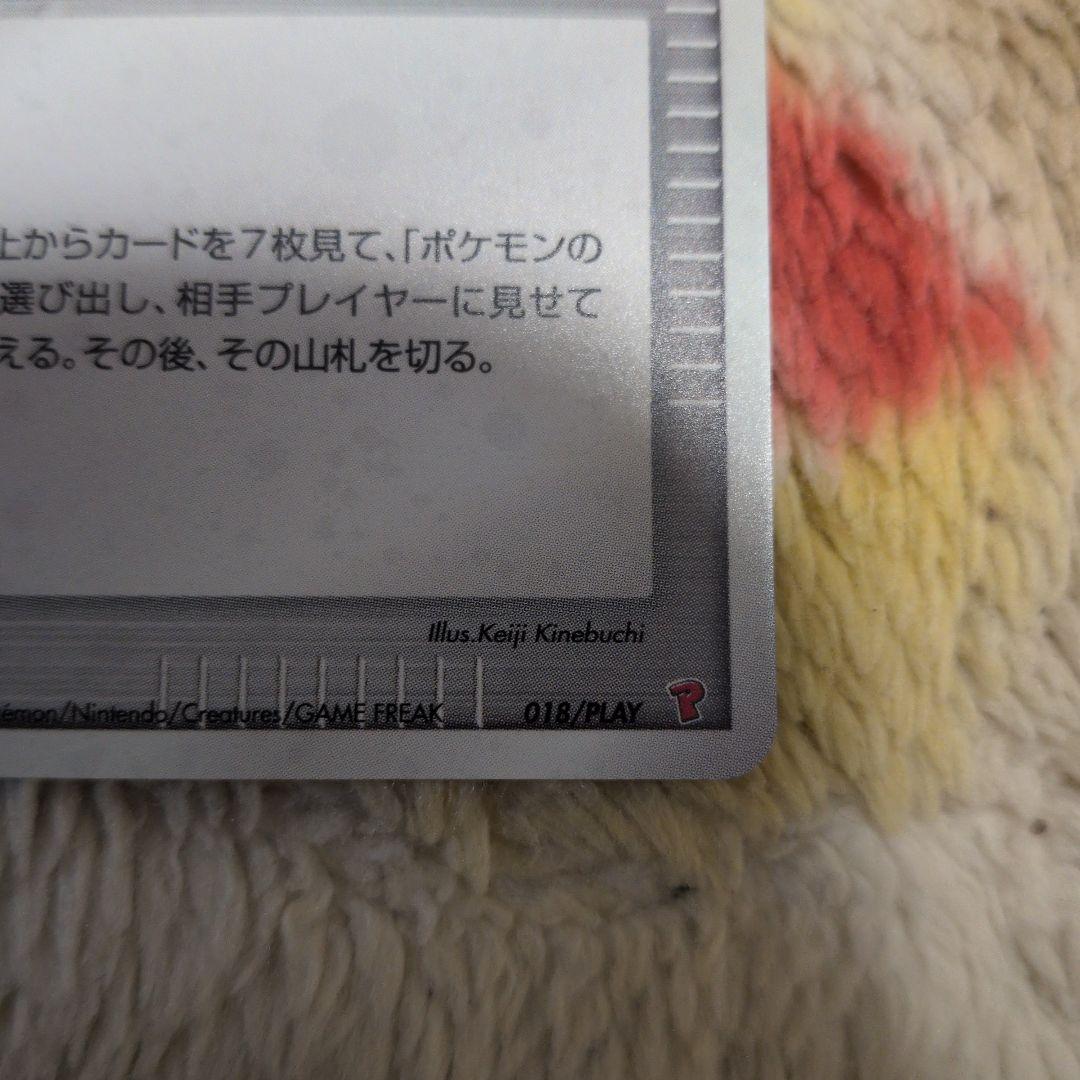 上からカードを7枚見て、「ポケモンの
選び出し、相手プレイヤーに見せて
える。その後、その山札を切る。
Illus.Keiji Kinebuchi
émon/Nintendo/Creatures/GAME FREAK 018/PLAY P